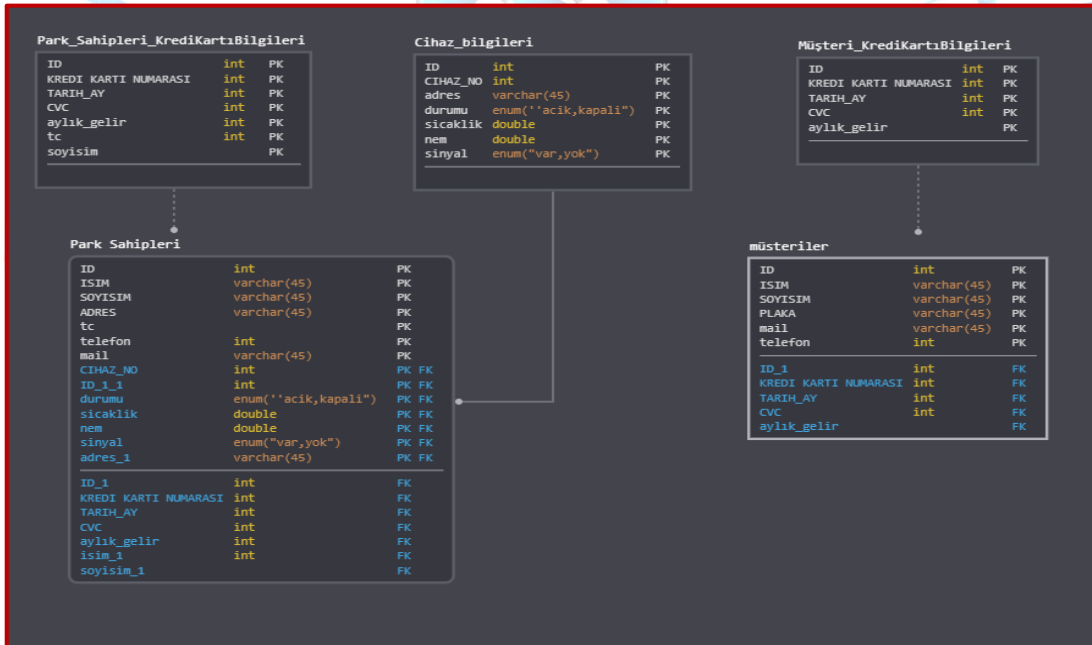 Park_Sahipleri_KrediKartıBilgileri
ID int PK
KREDI KARTI NUMARASI int PK
TARIH_AY int PK
CVC int PK
aylık_gelir int PK
tc int PK
soyisim PK
Cihaz_bilgileri
ID int PK
CIHAZ_NO int PK
adres varchar(45) PK
durumu enum(''acik,kapali") PK
sicaklik double PK
nem double PK
sinyal enum("var,yok") PK
Müşteri_KrediKartıBilgileri
ID int PK
KREDI KARTI NUMARASI int PK
TARIH_AY int PK
CVC int PK
aylık_gelir PK
Park Sahipleri
ID int PK
ISIM varchar(45) PK
SOYISIM varchar(45) PK
ADRES varchar(45) PK
tc PK
telefon int PK
mail varchar(45) PK
CIHAZ_NO int PK FK
ID_1_1 int PK FK
durumu enum(''acik,kapali") PK FK
sicaklik double PK FK
nem double PK FK
sinyal enum("var,yok") PK FK
adres_1 varchar(45) PK FK
ID_1 int FK
KREDI KARTI NUMARASI int FK
TARIH_AY int FK
CVC int FK
aylık_gelir int FK
isim_1 int FK
soyisim_1 FK
müsteriler
ID int PK
ISIM varchar(45) PK
SOYISIM varchar(45) PK
PLAKA varchar(45) PK
mail varchar(45) PK
telefon int PK
ID_1 int FK
KREDI KARTI NUMARASI int FK
TARIH_AY int FK
CVC int FK
aylık_gelir FK